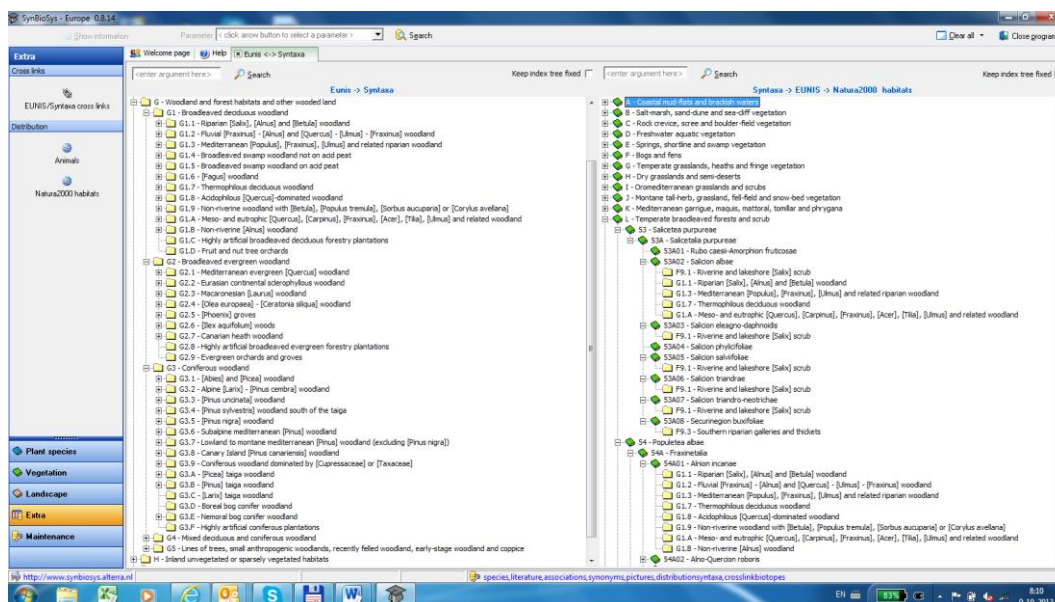 SynBioSys - Europe 0.8.14
Show information
Parameter < click arrow button to select a parameter >
Search
Clear all
Close program
Extra
Welcome page
Help
Eunis <-> Syntaxa
Cross links
EUNIS/Syntaxa cross links
Distribution
Animals
Natura2000 habitats
<enter argument here>
Search
Keep index tree fixed
Eunis -> Syntaxa
G - Woodland and forest habitats and other wooded land
G1 - Broadleaved deciduous woodland
G1.1 - Riparian [Salix], [Alnus] and [Betula] woodland
G1.2 - Fluvial [Fraxinus] - [Alnus] and [Quercus] - [Ulmus] - [Fraxinus] woodland
G1.3 - Mediterranean [Populus], [Fraxinus], [Ulmus] and related riparian woodland
G1.4 - Broadleaved swamp woodland not on acid peat
G1.5 - Broadleaved swamp woodland on acid peat
G1.6 - [Fagus] woodland
G1.7 - Thermophilous deciduous woodland
G1.8 - Acidophilous [Quercus]-dominated woodland
G1.9 - Non-riverine woodland with [Betula], [Populus tremula], [Sorbus aucuparia] or [Corylus avellana]
G1.A - Meso- and eutrophic [Quercus], [Carpinus], [Fraxinus], [Acer], [Tilia], [Ulmus] and related woodland
G1.B - Non-riverine [Alnus] woodland
G1.C - Highly artificial broadleaved deciduous forestry plantations
G1.D - Fruit and nut tree orchards
G2 - Broadleaved evergreen woodland
G2.1 - Mediterranean evergreen [Quercus] woodland
G2.2 - Eurasian continental sclerophyllous woodland
G2.3 - Macaronesian [Laurus] woodland
G2.4 - [Olea europaea] - [Ceratonia siliqua] woodland
G2.5 - [Phoenix] groves
G2.6 - [Ilex aquifolium] woods
G2.7 - Canarian heath woodland
G2.8 - Highly artificial broadleaved evergreen forestry plantations
G2.9 - Evergreen orchards and groves
G3 - Coniferous woodland
G3.1 - [Abies] and [Picea] woodland
G3.2 - Alpine [Larix] - [Pinus cembra] woodland
G3.3 - [Pinus uncinata] woodland
G3.4 - [Pinus sylvestris] woodland south of the taiga
G3.5 - [Pinus nigra] woodland
G3.6 - Subalpine mediterranean [Pinus] woodland
G3.7 - Lowland to montane mediterranean [Pinus] woodland (excluding [Pinus nigra])
G3.8 - Canary Island [Pinus canariensis] woodland
G3.9 - Coniferous woodland dominated by [Cupressaceae] or [Taxaceae]
G3.A - [Picea] taiga woodland
G3.B - [Pinus] taiga woodland
G3.C - [Larix] taiga woodland
G3.D - Boreal bog conifer woodland
G3.E - Nemoral bog conifer woodland
G3.F - Highly artificial coniferous plantations
G4 - Mixed deciduous and coniferous woodland
G5 - Lines of trees, small anthropogenic woodlands, recently felled woodland, early-stage woodland and coppice
H - Inland unvegetated or sparsely vegetated habitats
<enter argument here>
Search
Keep index tree fixed
Syntaxa -> EUNIS -> Natura2000 habitats
A - Coastal mud-flats and brackish waters
B - Salt-marsh, sand-dune and sea-cliff vegetation
C - Rock crevice, scree and boulder-field vegetation
D - Freshwater aquatic vegetation
E - Springs, shortline and swamp vegetation
F - Bogs and fens
G - Temperate grasslands, heaths and fringe vegetation
H - Dry grasslands and semi-deserts
I - Oromediterranean grasslands and scrubs
J - Montane tall-herb, grassland, fell-field and snow-bed vegetation
K - Mediterranean garrigue, maquis, mattoral, tomillar and phrygana
L - Temperate braodleaved forests and scrub
53 - Salicetea purpureae
53A - Salicetalia purpureae
53A01 - Rubo caesi-Amorphion fruticosae
53A02 - Salicion albae
F9.1 - Riverine and lakeshore [Salix] scrub
G1.1 - Riparian [Salix], [Alnus] and [Betula] woodland
G1.3 - Mediterranean [Populus], [Fraxinus], [Ulmus] and related riparian woodland
G1.7 - Thermophilous deciduous woodland
G1.A - Meso- and eutrophic [Quercus], [Carpinus], [Fraxinus], [Acer], [Tilia], [Ulmus] and related woodland
53A03 - Salicion eleagno-daphnoidis
F9.1 - Riverine and lakeshore [Salix] scrub
53A04 - Salicion phylicifoliae
53A05 - Salicion salviifoliae
F9.1 - Riverine and lakeshore [Salix] scrub
53A06 - Salicion triandrae
F9.1 - Riverine and lakeshore [Salix] scrub
53A07 - Salicion triandro-neotrichae
F9.1 - Riverine and lakeshore [Salix] scrub
53A08 - Securinegion buxifoliae
F9.3 - Southern riparian galleries and thickets
54 - Populetea albae
54A - Fraxinetalia
54A01 - Alnion incanae
G1.1 - Riparian [Salix], [Alnus] and [Betula] woodland
G1.2 - Fluvial [Fraxinus] - [Alnus] and [Quercus] - [Ulmus] - [Fraxinus] woodland
G1.3 - Mediterranean [Populus], [Fraxinus], [Ulmus] and related riparian woodland
G1.7 - Thermophilous deciduous woodland
G1.8 - Acidophilous [Quercus]-dominated woodland
G1.9 - Non-riverine woodland with [Betula], [Populus tremula], [Sorbus aucuparia] or [Corylus avellana]
G1.A - Meso- and eutrophic [Quercus], [Carpinus], [Fraxinus], [Acer], [Tilia], [Ulmus] and related woodland
G1.B - Non-riverine [Alnus] woodland
54A02 - Alno-Quercion roboris
Plant species
Vegetation
Landscape
Extra
Maintenance
http://www.synbiosys.alterra.nl
species,literature,associations,synonyms,pictures,distributionsyntaxa,crosslinkbiotopes
EN
83%
8:10